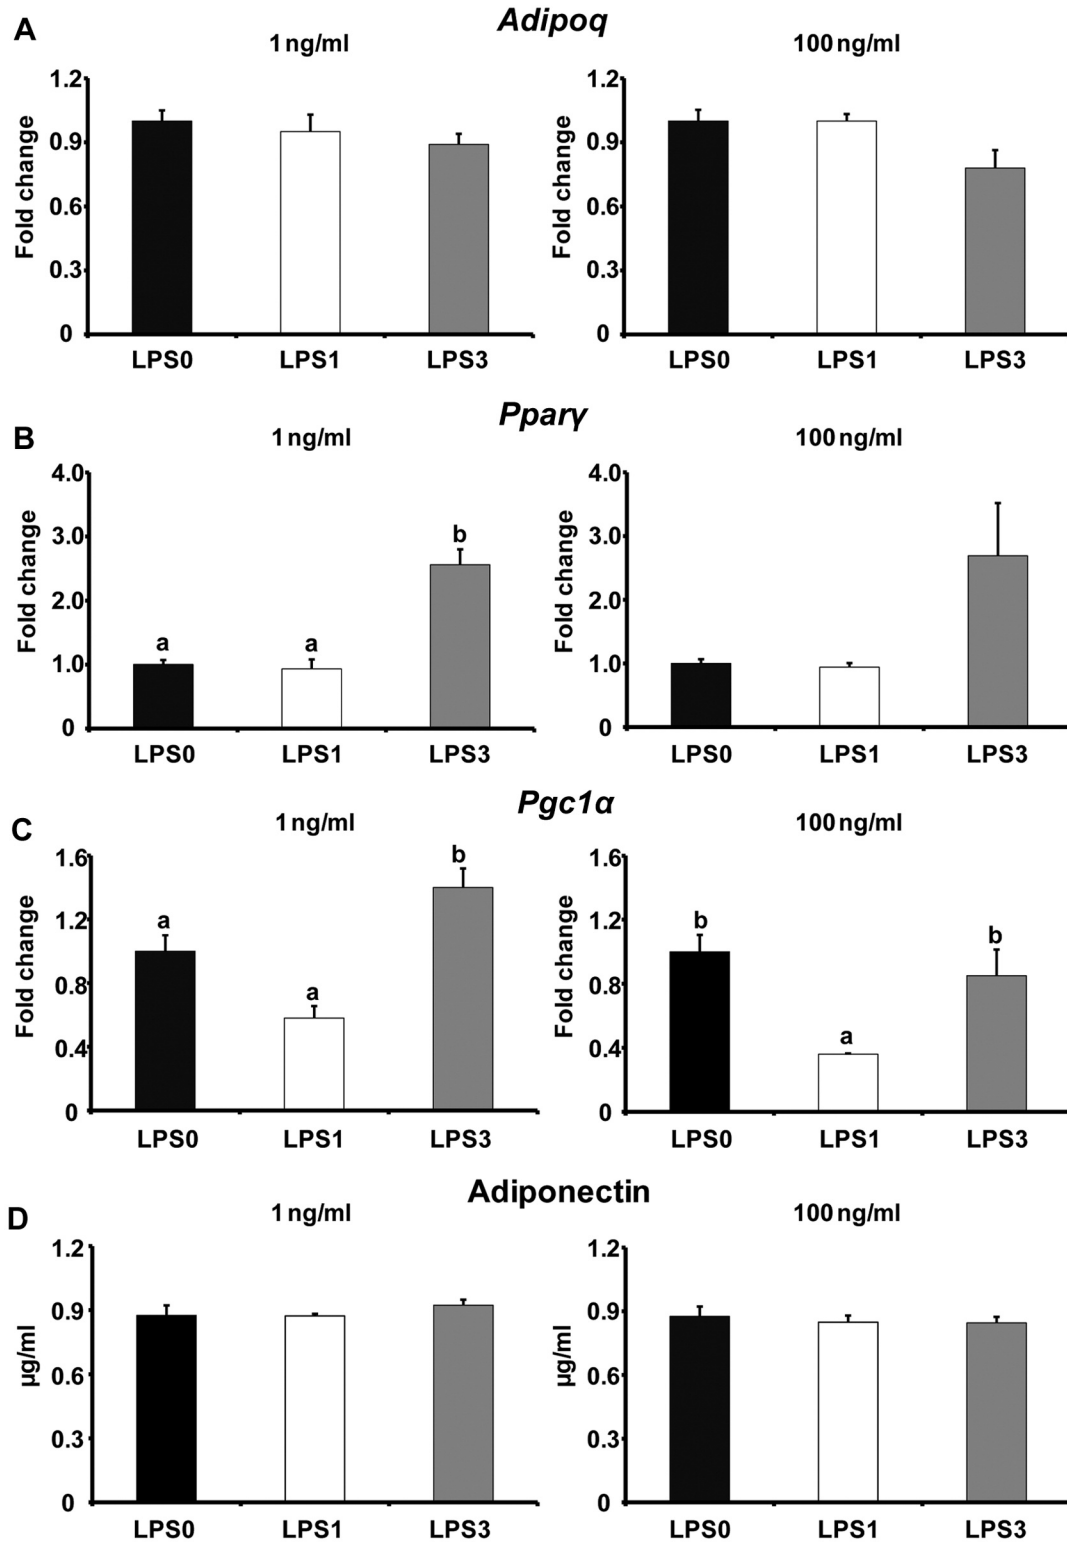 A
Adipoq
1 ng/ml
100 ng/ml
Fold change
1.2
0.9
0.6
0.3
0
LPS0 LPS1 LPS3
Fold change
1.2
0.9
0.6
0.3
0
LPS0 LPS1 LPS3
B
Pparγ
1 ng/ml
100 ng/ml
Fold change
4.0
3.0
2.0
1.0
0
a a b
LPS0 LPS1 LPS3
Fold change
4.0
3.0
2.0
1.0
0
LPS0 LPS1 LPS3
C
Pgc1α
1 ng/ml
100 ng/ml
Fold change
1.6
1.2
0.8
0.4
0
a a b
LPS0 LPS1 LPS3
Fold change
1.6
1.2
0.8
0.4
0
b a b
LPS0 LPS1 LPS3
D
Adiponectin
1 ng/ml
100 ng/ml
µg/ml
1.2
0.9
0.6
0.3
0
LPS0 LPS1 LPS3
µg/ml
1.2
0.9
0.6
0.3
0
LPS0 LPS1 LPS3